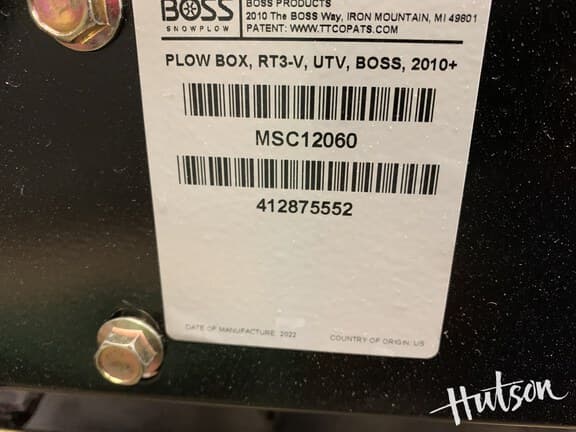 BOSS
SNOWPLOW
BOSS PRODUCTS
2010 The BOSS Way, IRON MOUNTAIN, MI 49801
PATENT: WWW.TTCOPATS.COM
PLOW BOX, RT3-V, UTV, BOSS, 2010+
MSC12060
412875552
DATE OF MANUFACTURE: 2022
COUNTRY OF ORIGIN: US
Hutson